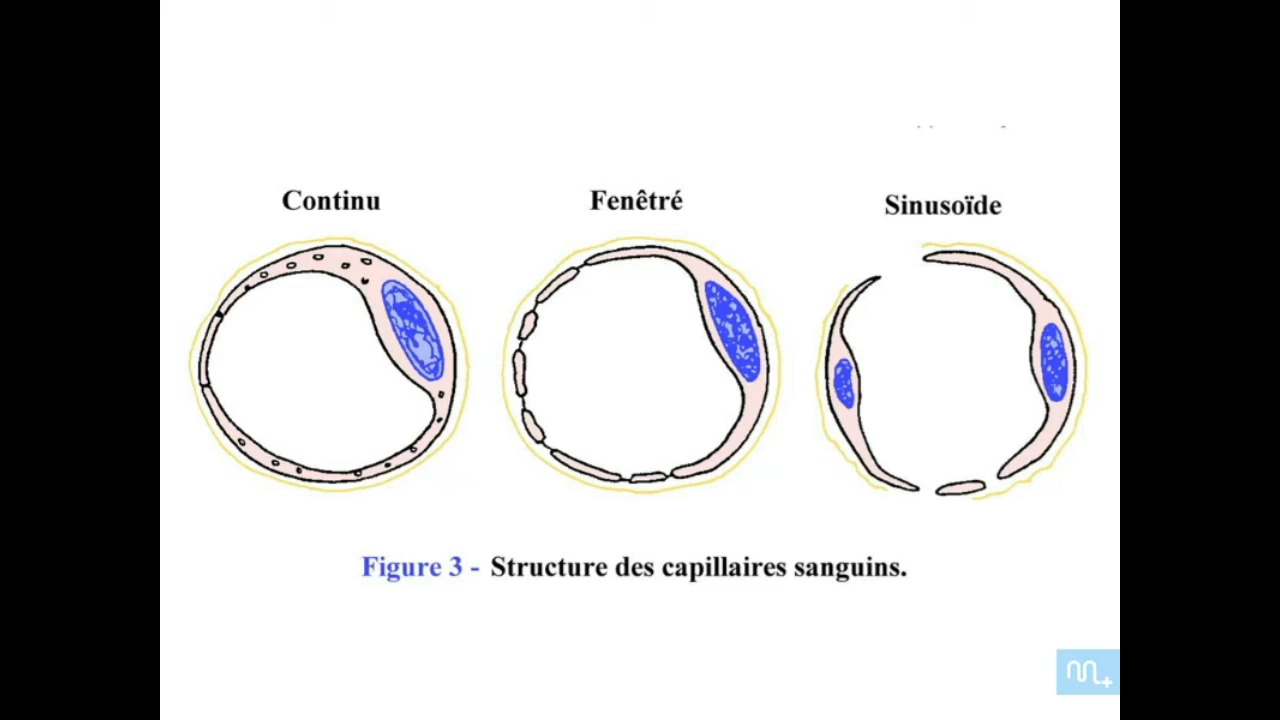 Continu
Fenêtré
Sinusoïde
Figure 3 - Structure des capillaires sanguins.